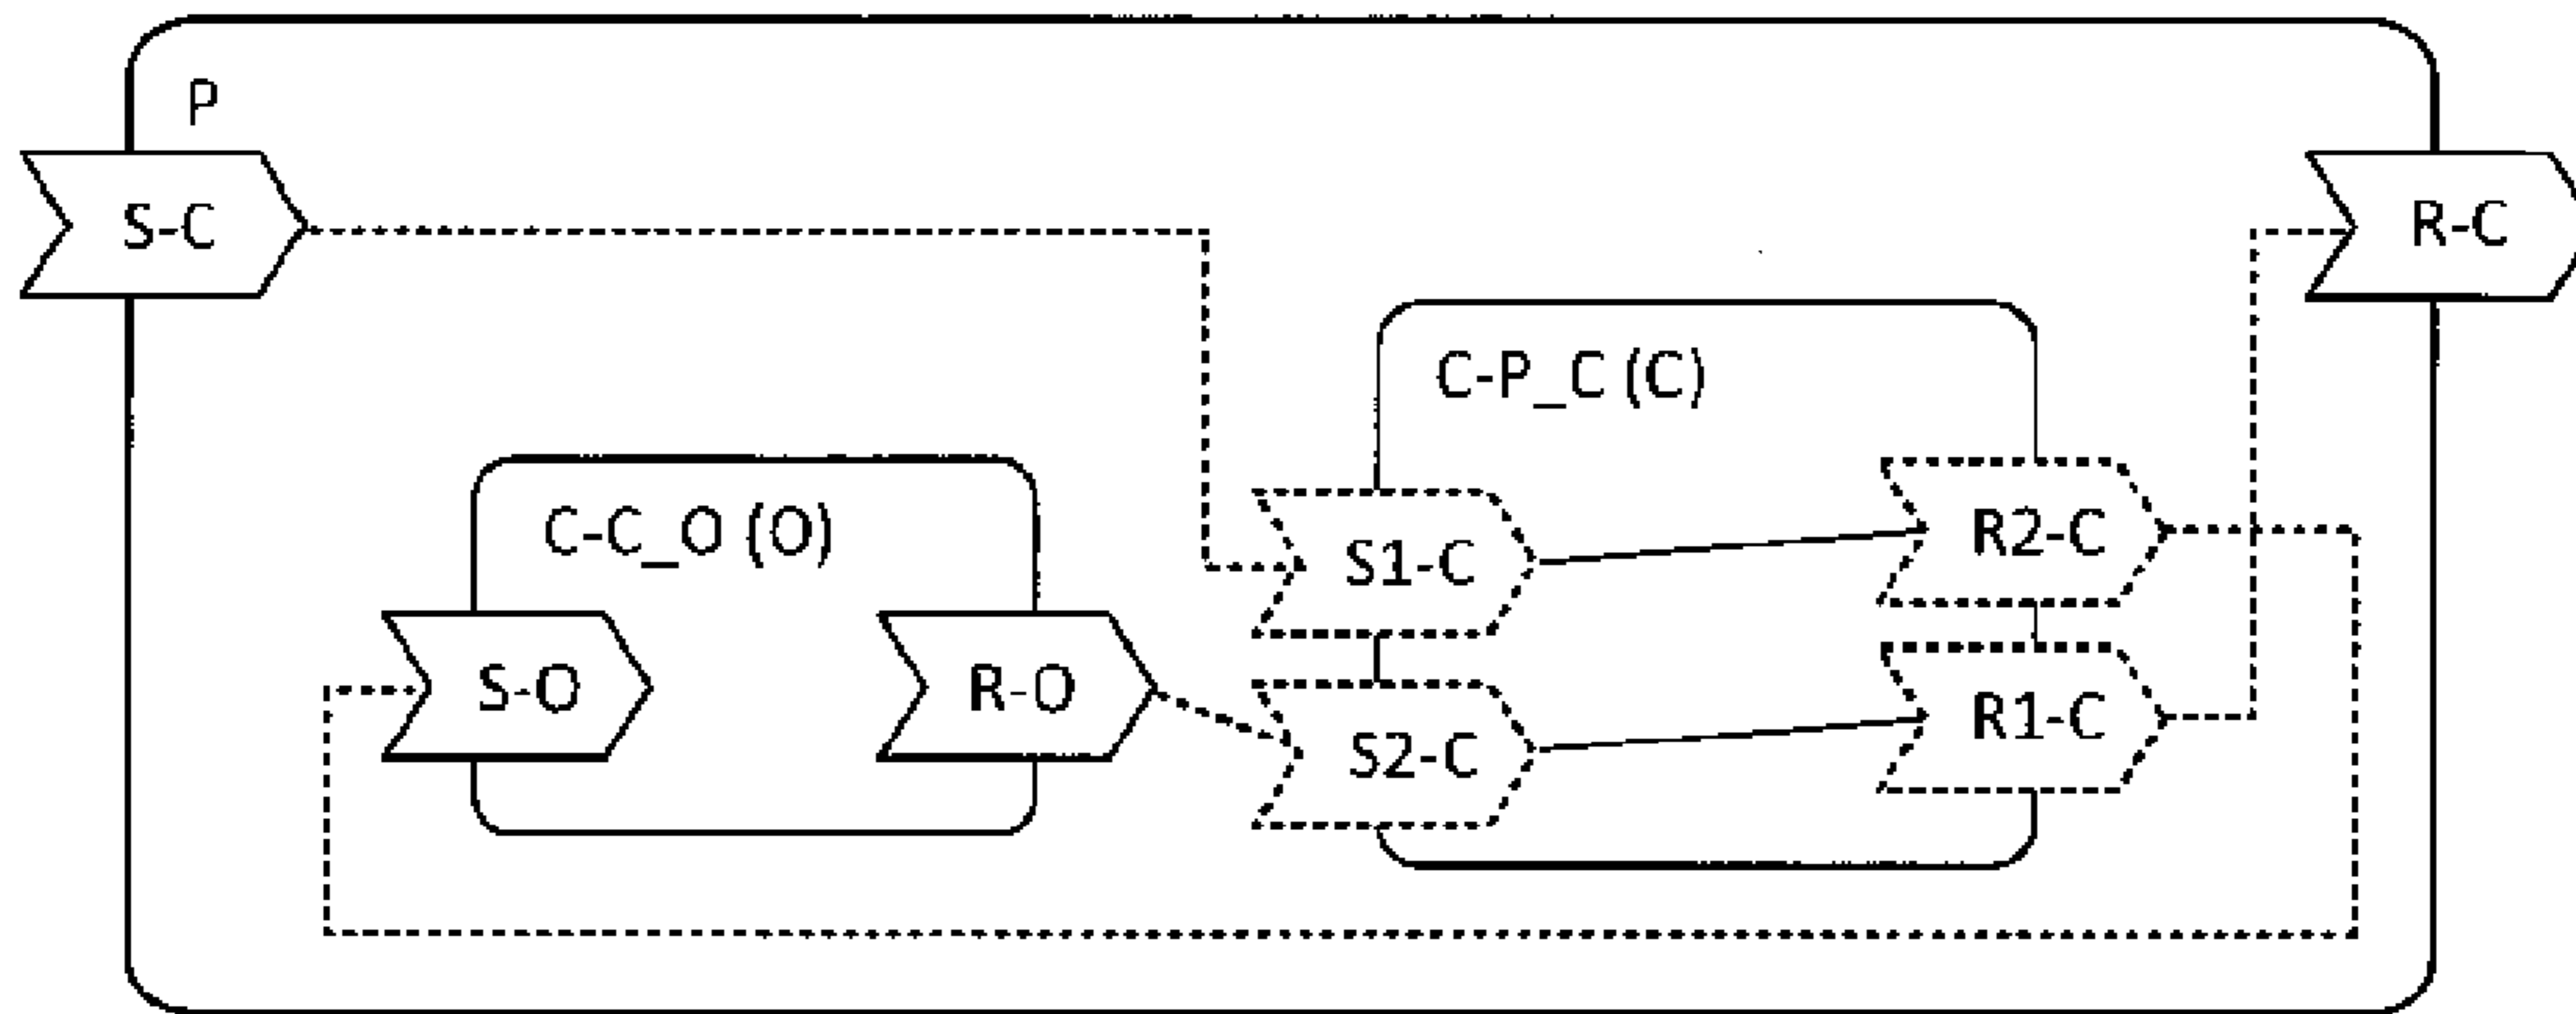 P
S-C
R-C
C-P_C (C)
C-C_O (O)
S1-C
R2-C
S-O
R-O
S2-C
R1-C